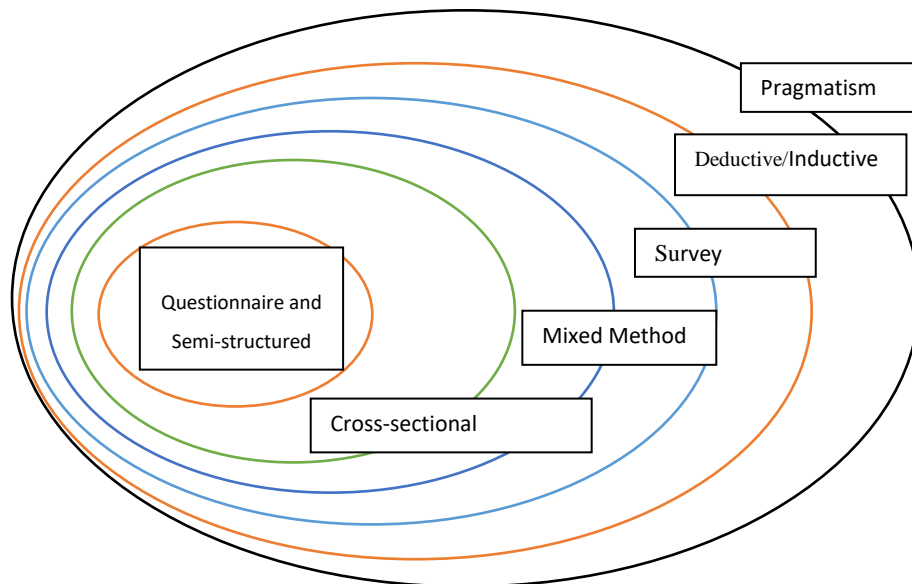 Pragmatism
Deductive/Inductive
Survey
Mixed Method
Questionnaire and
Semi-structured
Cross-sectional